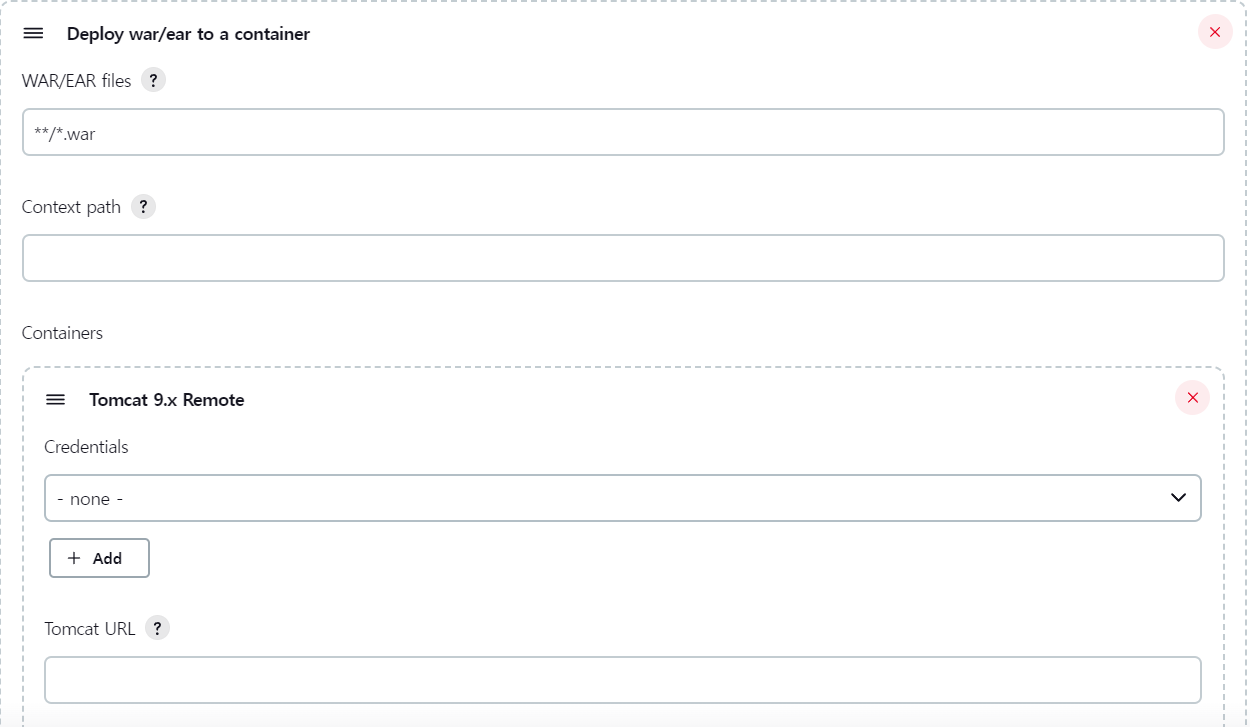 Deploy war/ear to a container
WAR/EAR files ?
**/*.war
Context path ?
Containers
Tomcat 9.x Remote
Credentials
- none -
+ Add
Tomcat URL ?